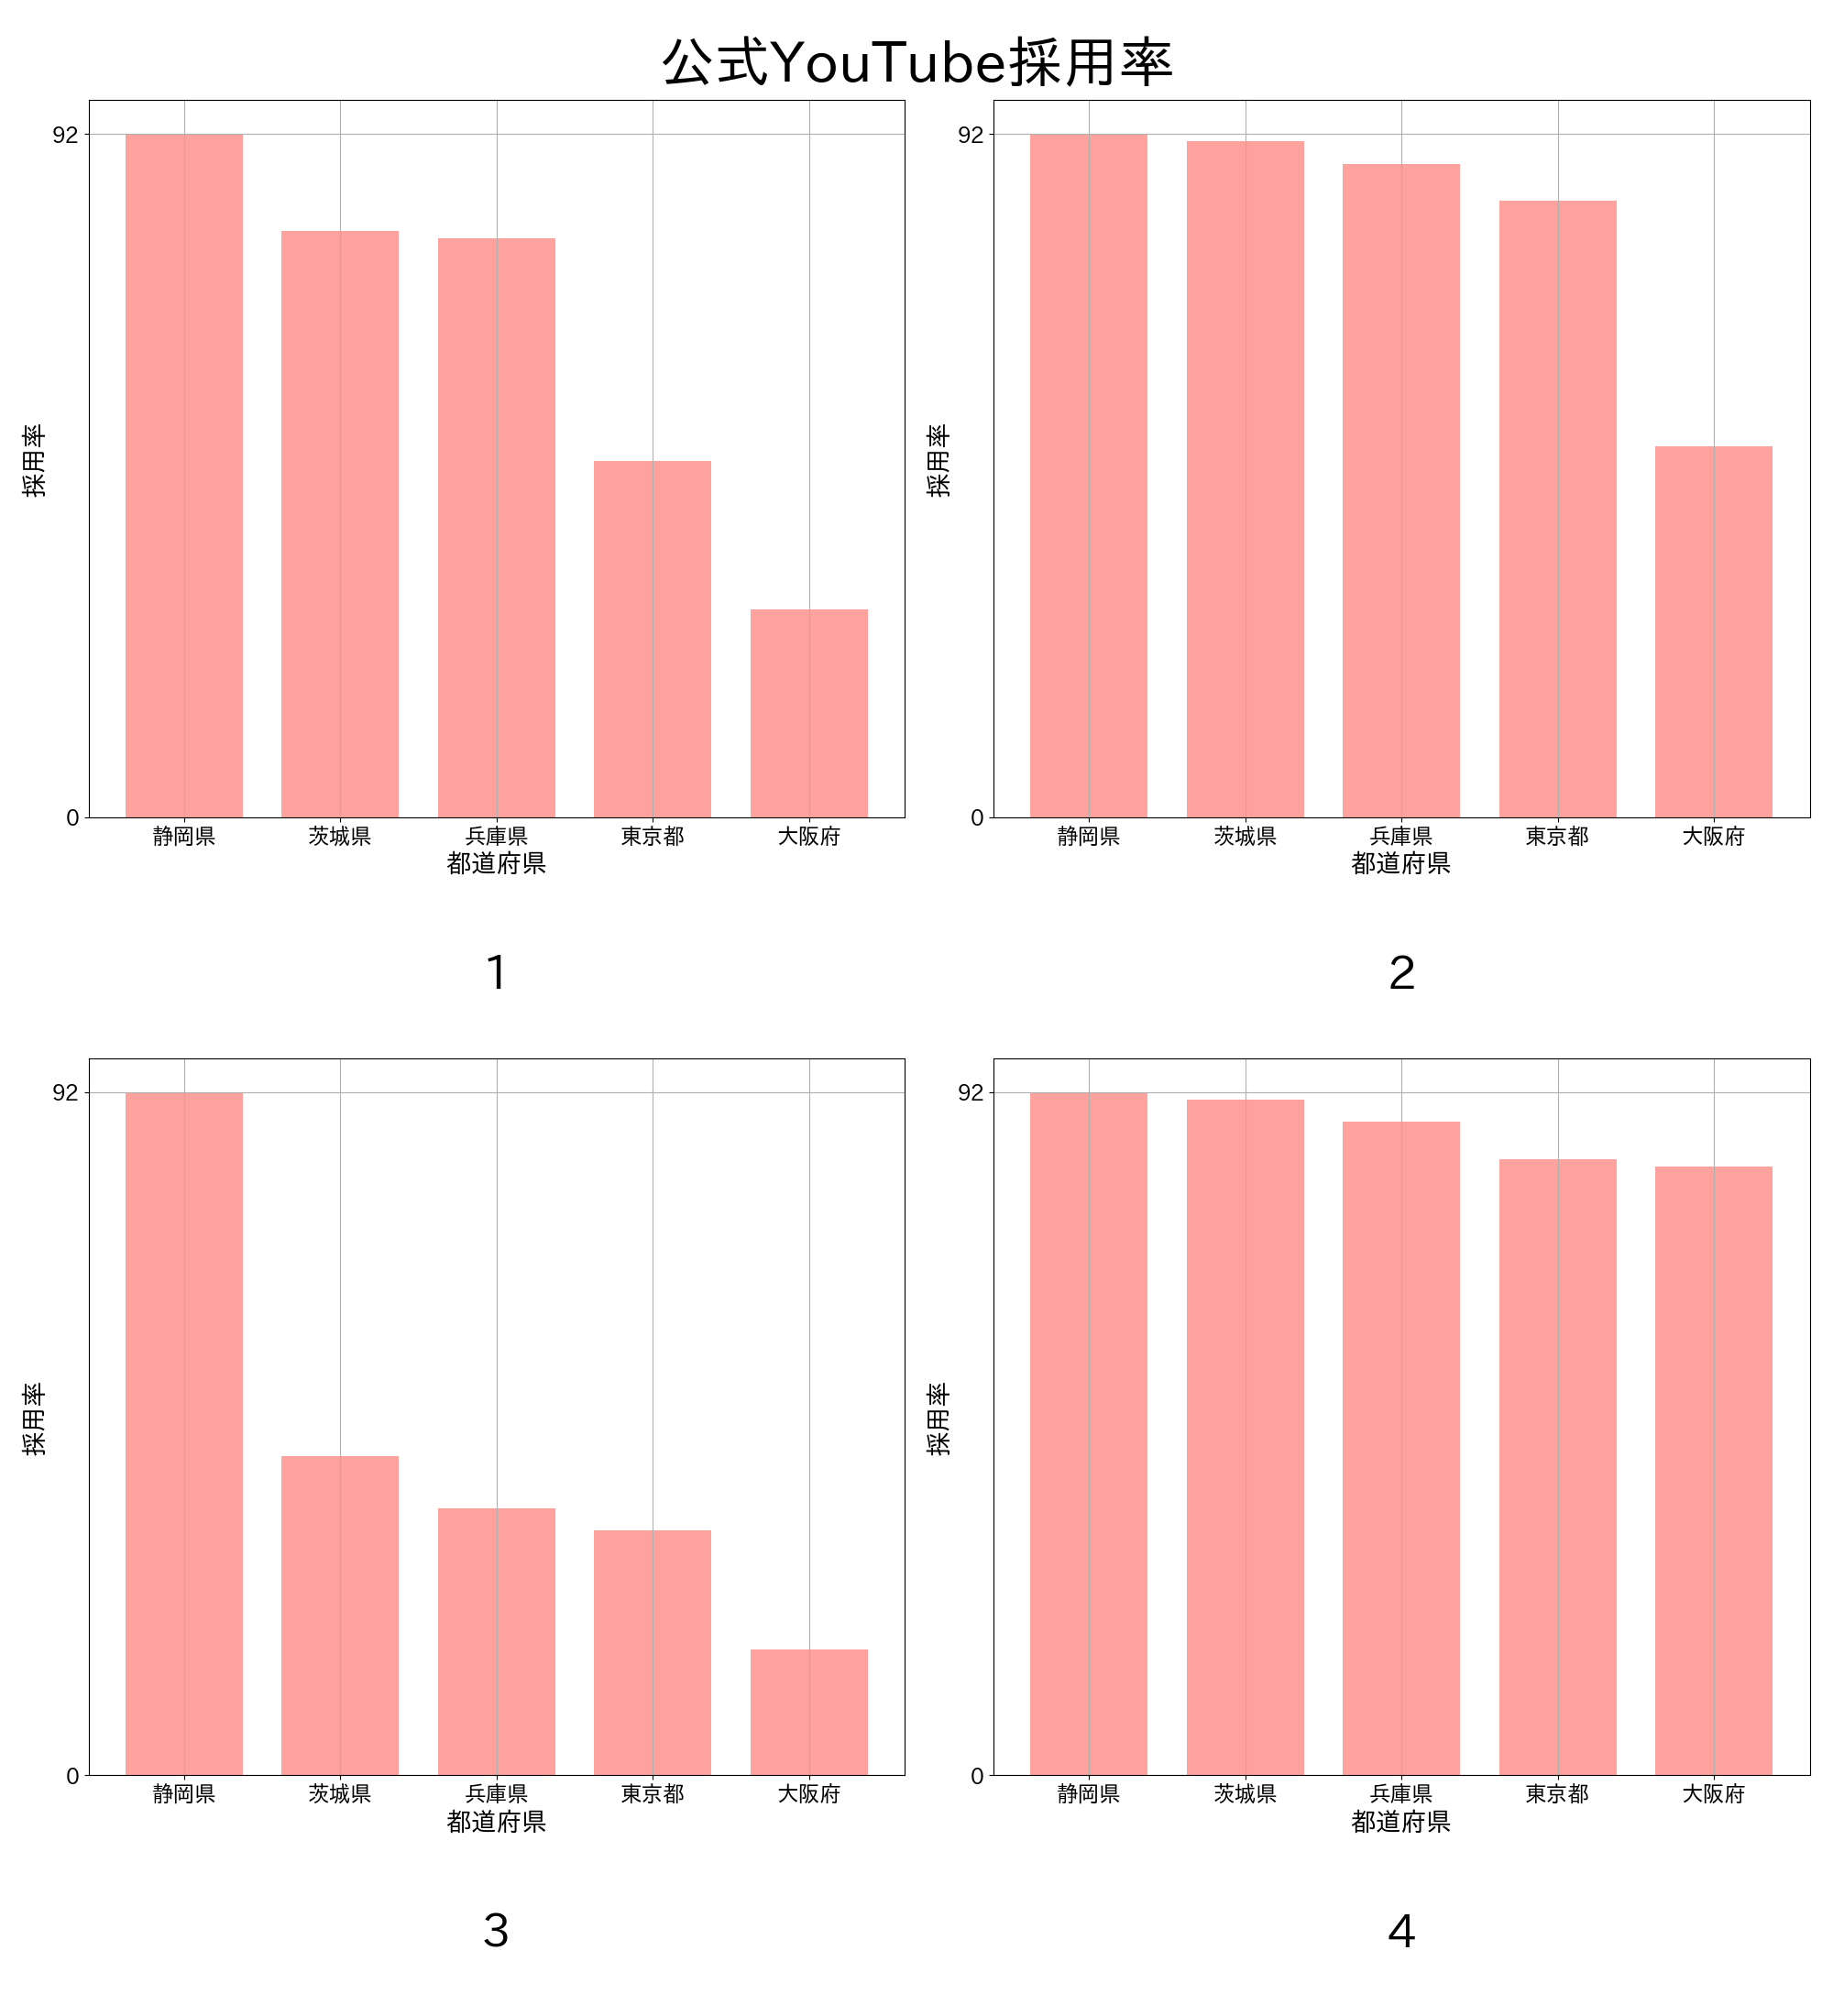 公式YouTube採用率
92
0
採用率
静岡県 茨城県 兵庫県 東京都 大阪府
都道府県
1
92
0
採用率
静岡県 茨城県 兵庫県 東京都 大阪府
都道府県
2
92
0
採用率
静岡県 茨城県 兵庫県 東京都 大阪府
都道府県
3
92
0
採用率
静岡県 茨城県 兵庫県 東京都 大阪府
都道府県
4